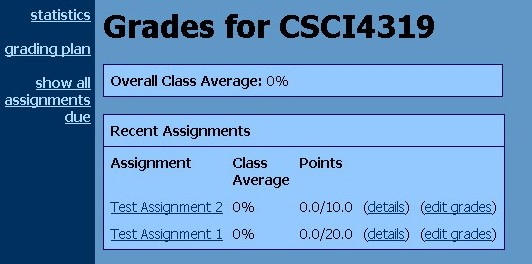 statistics
grading plan
show all
assignments
due
Grades for CSCI4319
Overall Class Average: 0%
Recent Assignments
Assignment Class Average Points
Test Assignment 2 0% 0.0/10.0 (details) (edit grades)
Test Assignment 1 0% 0.0/20.0 (details) (edit grades)